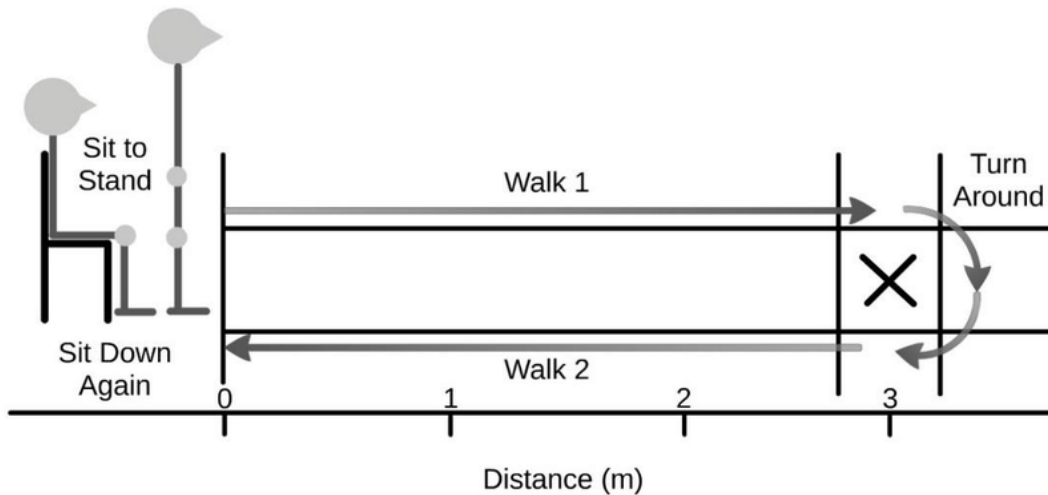 Sit to
Stand
Walk 1
Turn
Around
Sit Down
Again
Walk 2
0 1 2 3
Distance (m)